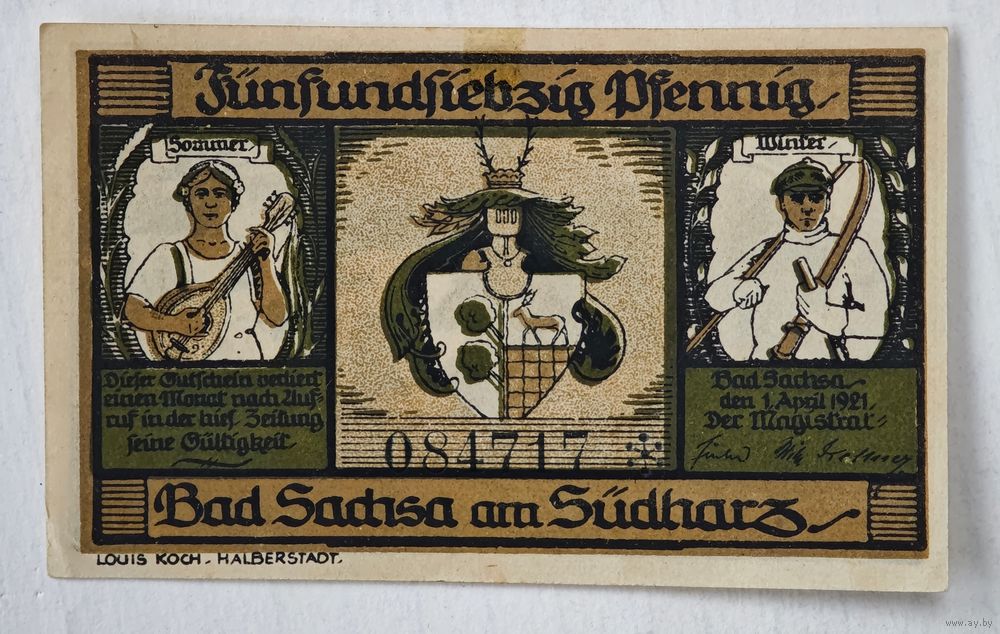 Fünfundsiebzig Pfennig
Sommer
Winter
Dieser Gutschein verliert
einen Monat nach Auf-
ruf in der hies. Zeitung
seine Gültigkeit
Bad Sachsa
den 1. April 1921.
Der Magistrat:
084717
Bad Sachsa am Südharz
LOUIS KOCH. HALBERSTADT.
www.ay.by